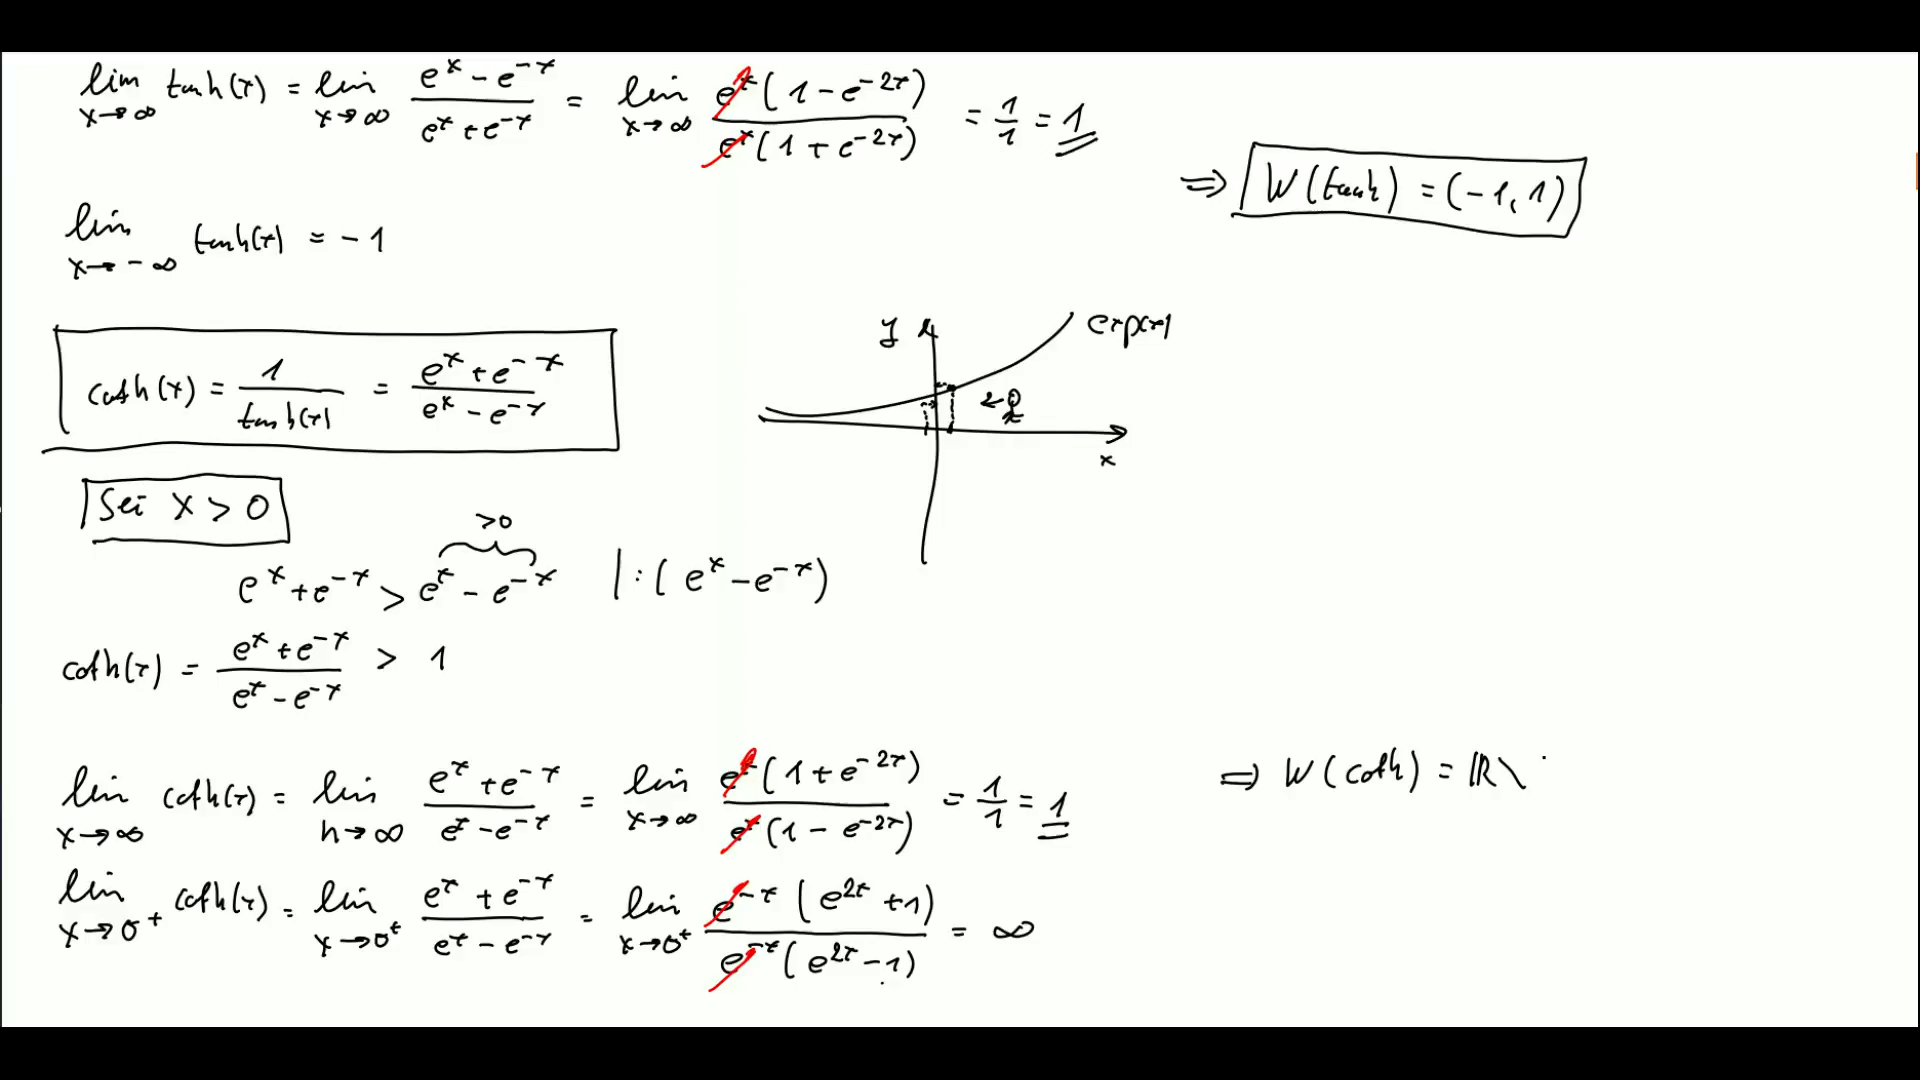 lim x→∞ tanh(x) = lim x→∞ (e^x - e^-x)/(e^x + e^-x) = lim x→∞ e^x(1 - e^-2x)/e^x(1 + e^-2x) = 1/1 = 1
⇒ W(tanh) = (-1, 1)
lim x→-∞ tanh(x) = -1
y exp(x)
coth(x) = 1/tanh(x) = (e^x + e^-x)/(e^x - e^-x)
x
Sei x > 0
>0
e^x + e^-x > e^x - e^-x | : (e^x - e^-x)
coth(x) = (e^x + e^-x)/(e^x - e^-x) > 1
lim x→∞ coth(x) = lim n→∞ (e^x + e^-x)/(e^x - e^-x) = lim x→∞ e^x(1 + e^-2x)/e^x(1 - e^-2x) = 1/1 = 1
⇒ W(coth) = ℝ\
lim x→0+ coth(x) = lim x→0+ (e^x + e^-x)/(e^x - e^-x) = lim x→0+ e^-x(e^2x + 1)/e^-x(e^2x - 1) = ∞